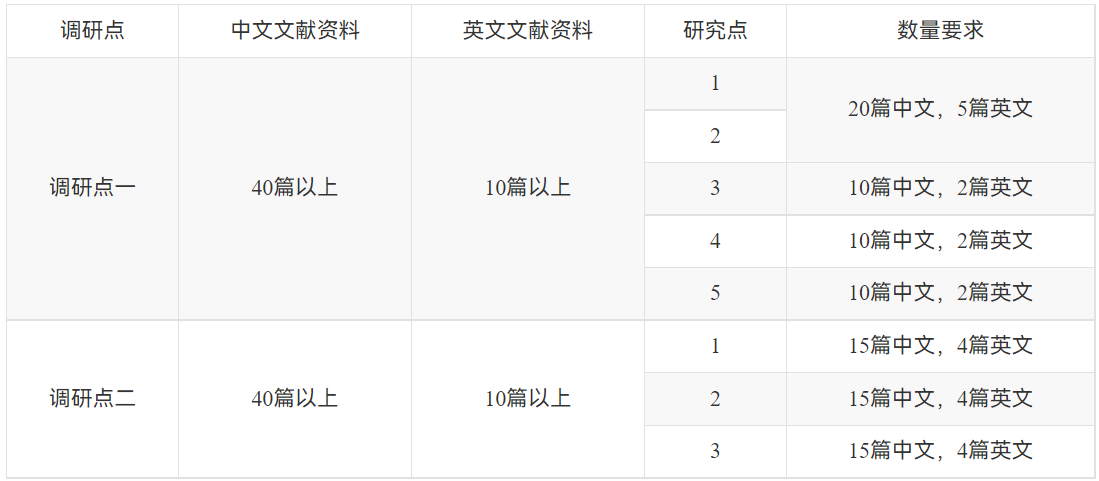 调研点 中文文献资料 英文文献资料 研究点 数量要求
调研点一 40篇以上 10篇以上 1 20篇中文，5篇英文
2
3 10篇中文，2篇英文
4 10篇中文，2篇英文
5 10篇中文，2篇英文
调研点二 40篇以上 10篇以上 1 15篇中文，4篇英文
2 15篇中文，4篇英文
3 15篇中文，4篇英文